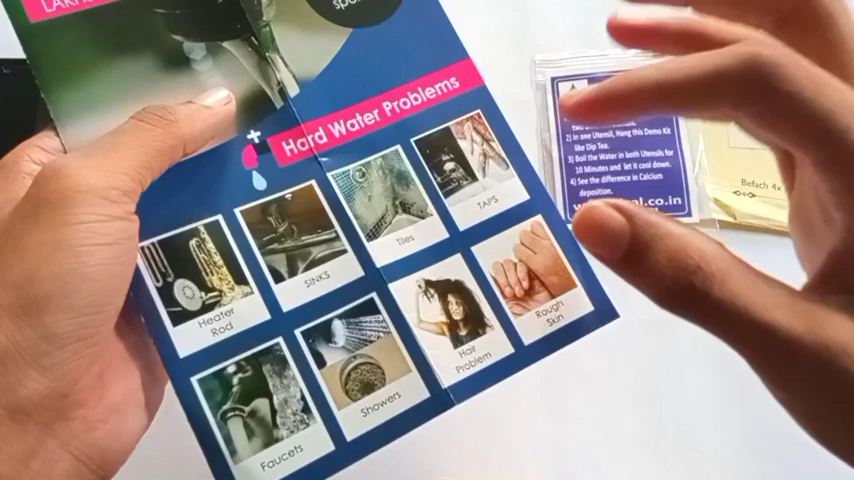 Hard Water Problems
Heater
Rod
SINKS
Tiles
TAPS
Faucets
Showers
Hair
Problem
Rough
Skin
2) In one Utensil, Hang this Demo Kit
like Dip Tea.
3) Boil the Water in both Utensils for
10 Minutes and let it cool down.
4) See the difference in Calcium
deposition.
Befach 4x